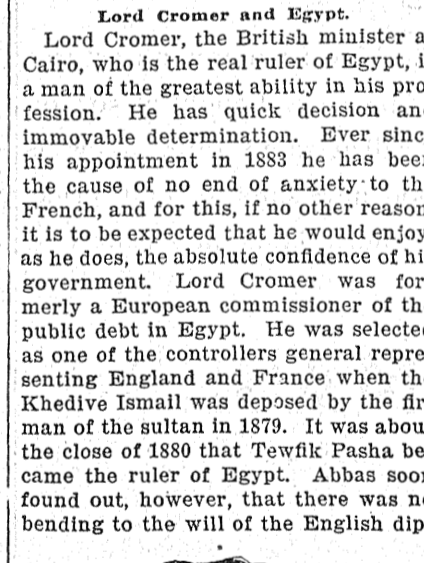 Lord Cromer and Egypt.
Lord Cromer, the British minister a
Cairo, who is the real ruler of Egypt, i
a man of the greatest ability in his pro
fession. He has quick decision an
immovable determination. Ever sinc
his appointment in 1883 he has bee
the cause of no end of anxiety to th
French, and for this, if no other reason
it is to be expected that he would enjoy
as he does, the absolute confidence of hi
government. Lord Cromer was for
merly a European commissioner of th
public debt in Egypt. He was selecte
as one of the controllers general repre
senting England and France when th
Khedive Ismail was deposed by the fir
man of the sultan in 1879. It was abou
the close of 1880 that Tewfik Pasha be
came the ruler of Egypt. Abbas soo
found out, however, that there was n
bending to the will of the English dip